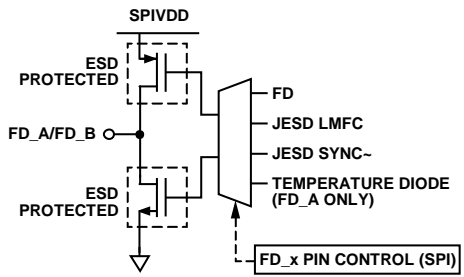 SPIVDD
ESD
PROTECTED
FD_A/FD_B
ESD
PROTECTED
FD
JESD LMFC
JESD SYNC~
TEMPERATURE DIODE
(FD_A ONLY)
FD_x PIN CONTROL (SPI)